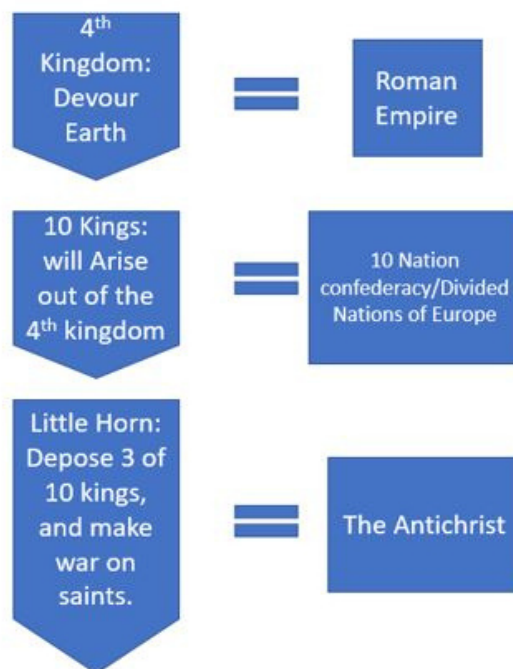 4th
Kingdom:
Devour
Earth
Roman
Empire
10 Kings:
will Arise
out of the
4th kingdom
10 Nation
confederacy/Divided
Nations of Europe
Little Horn:
Depose 3 of
10 kings,
and make
war on
saints.
The Antichrist